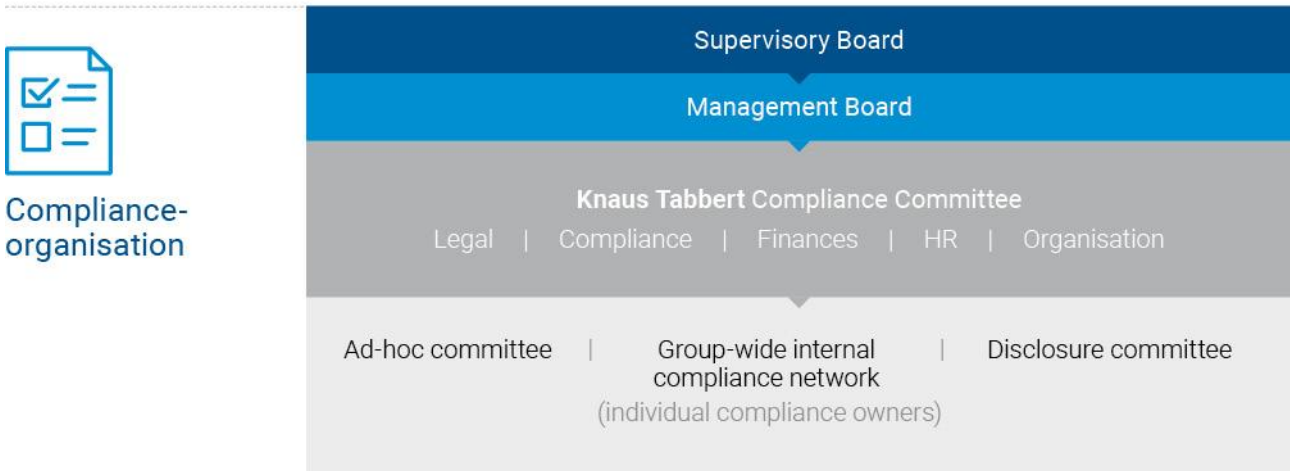 Supervisory Board
Management Board
Compliance-
organisation
Knaus Tabbert Compliance Committee
Legal | Compliance | Finances | HR | Organisation
Ad-hoc committee | Group-wide internal | Disclosure committee
compliance network
(individual compliance owners)